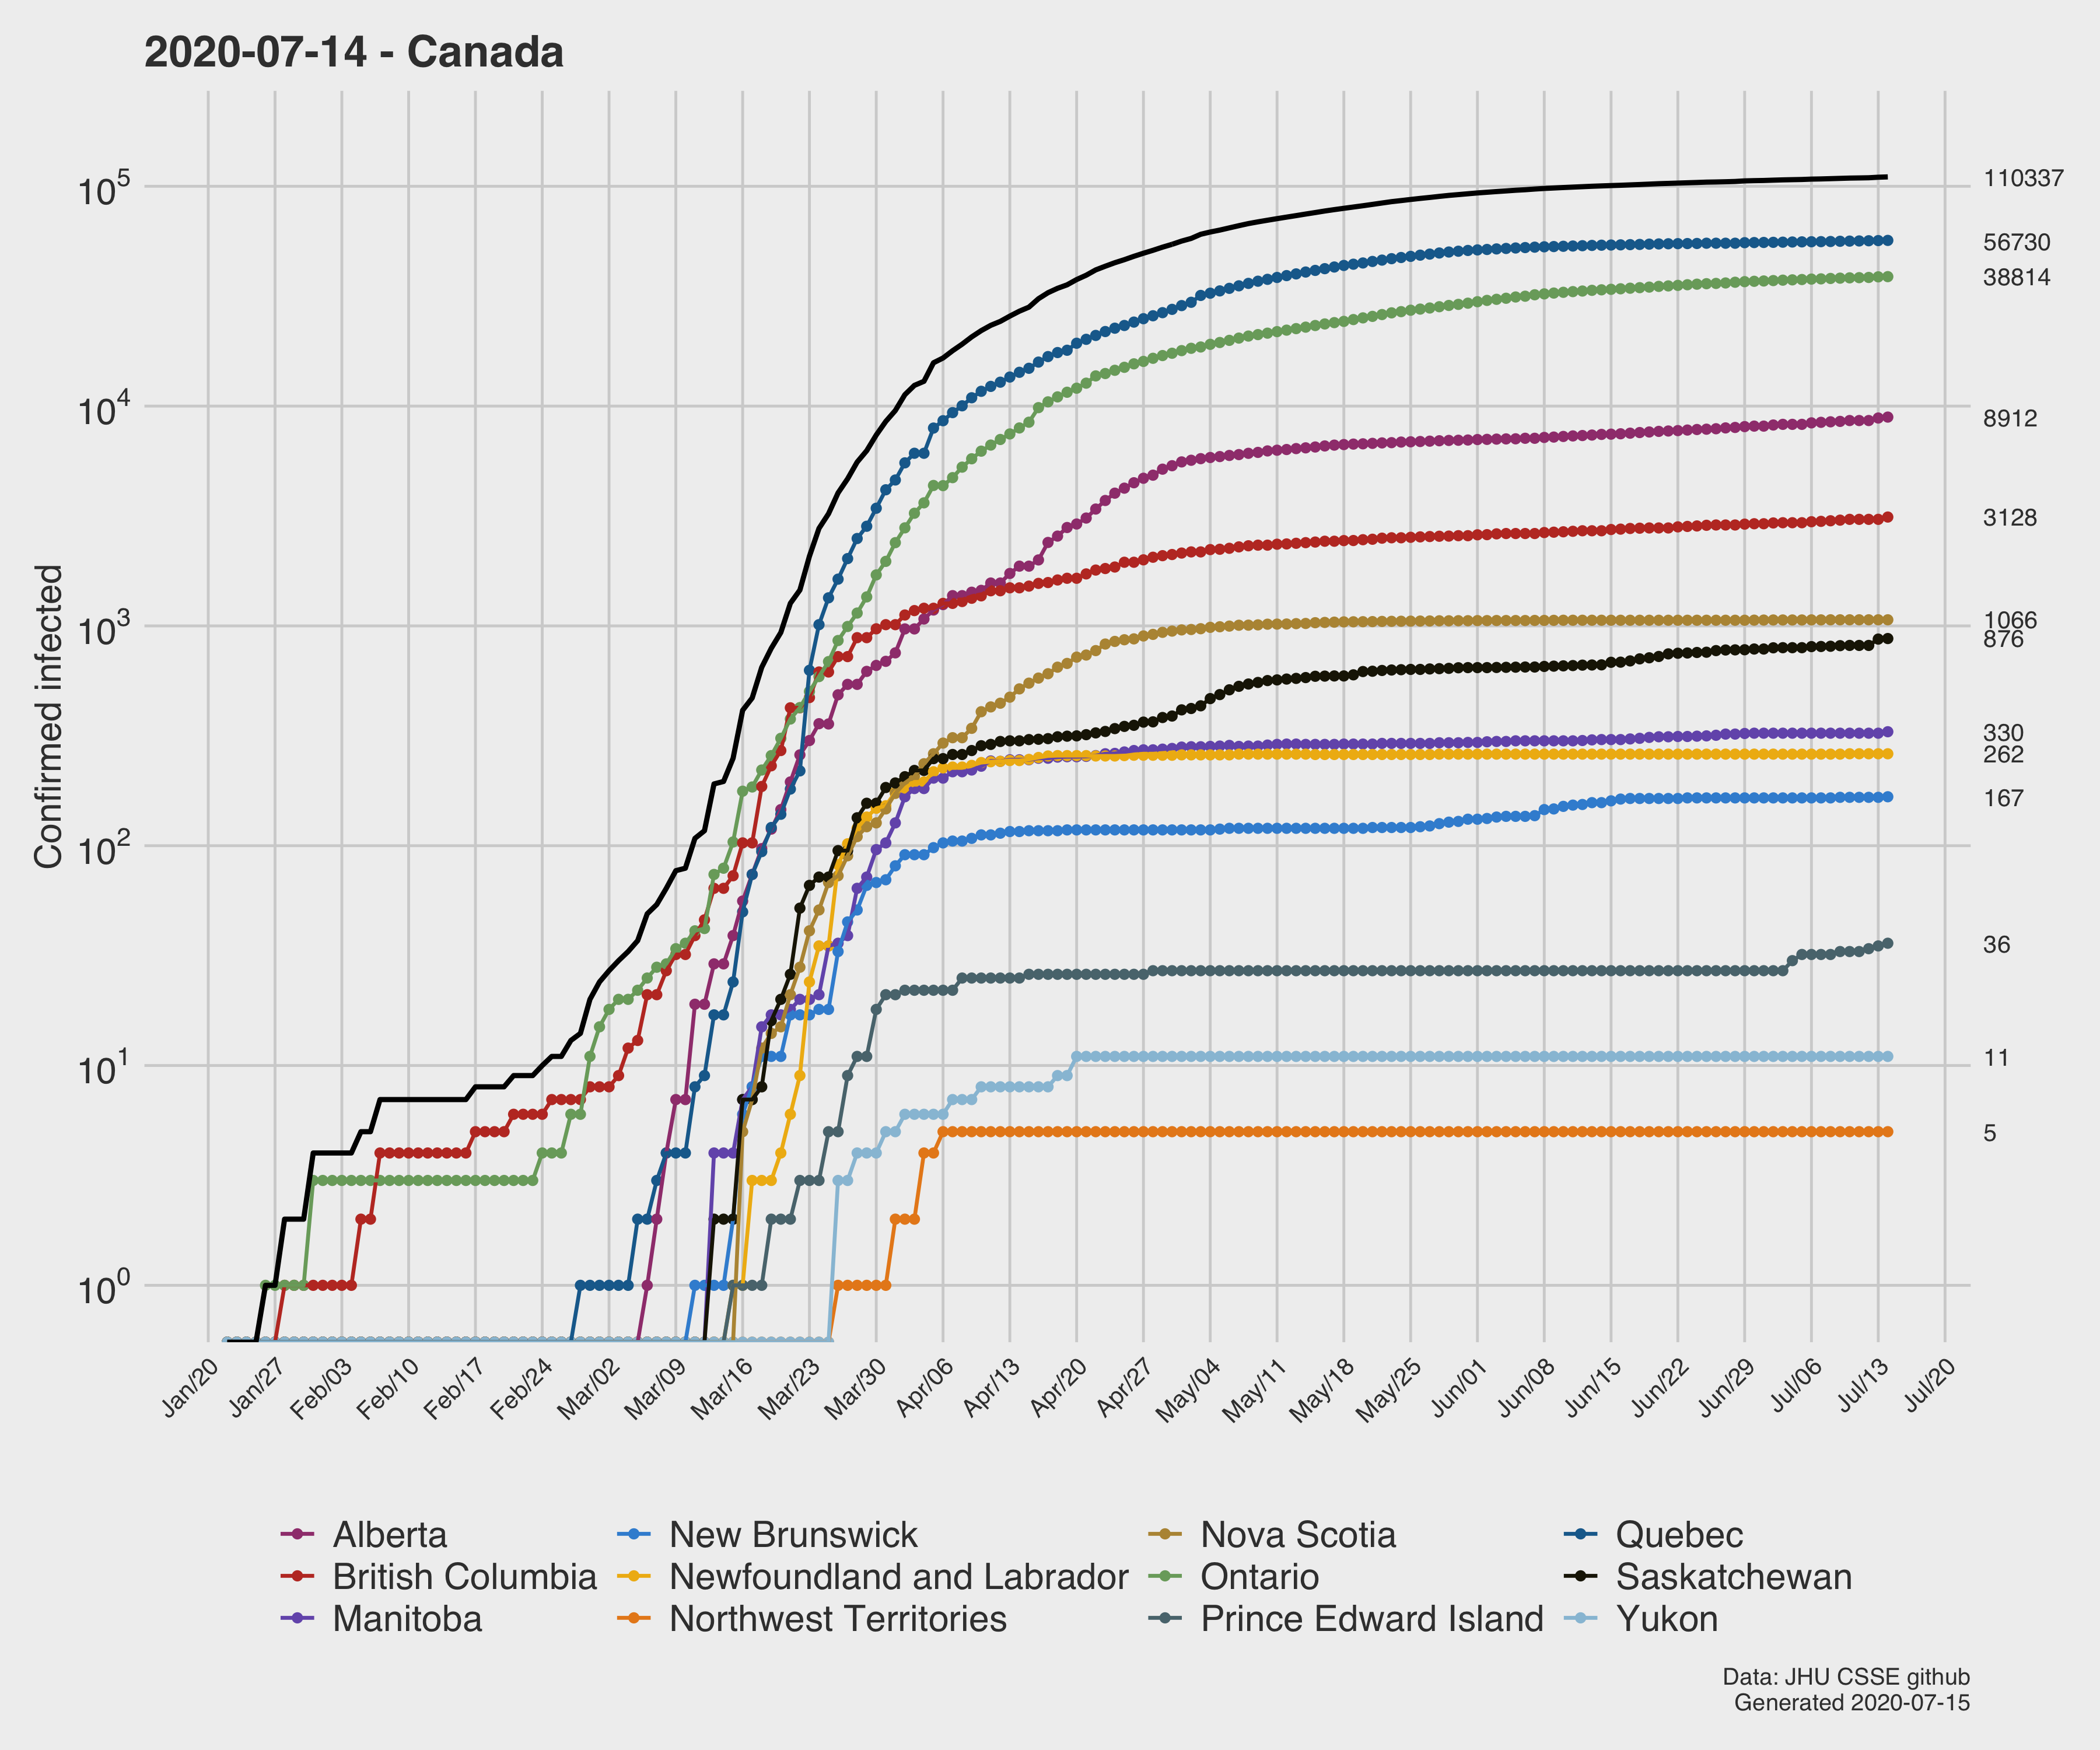 2020-07-14 - Canada
Confirmed infected
10^5
10^4
10^3
10^2
10^1
10^0
110337
56730
38814
8912
3128
1066
876
330
262
167
36
11
5
Jan/20 Jan/27 Feb/03 Feb/10 Feb/17 Feb/24 Mar/02 Mar/09 Mar/16 Mar/23 Mar/30 Apr/06 Apr/13 Apr/20 Apr/27 May/04 May/11 May/18 May/25 Jun/01 Jun/08 Jun/15 Jun/22 Jun/29 Jul/06 Jul/13 Jul/20
Alberta New Brunswick Nova Scotia Quebec
British Columbia Newfoundland and Labrador Ontario Saskatchewan
Manitoba Northwest Territories Prince Edward Island Yukon
Data: JHU CSSE github
Generated 2020-07-15